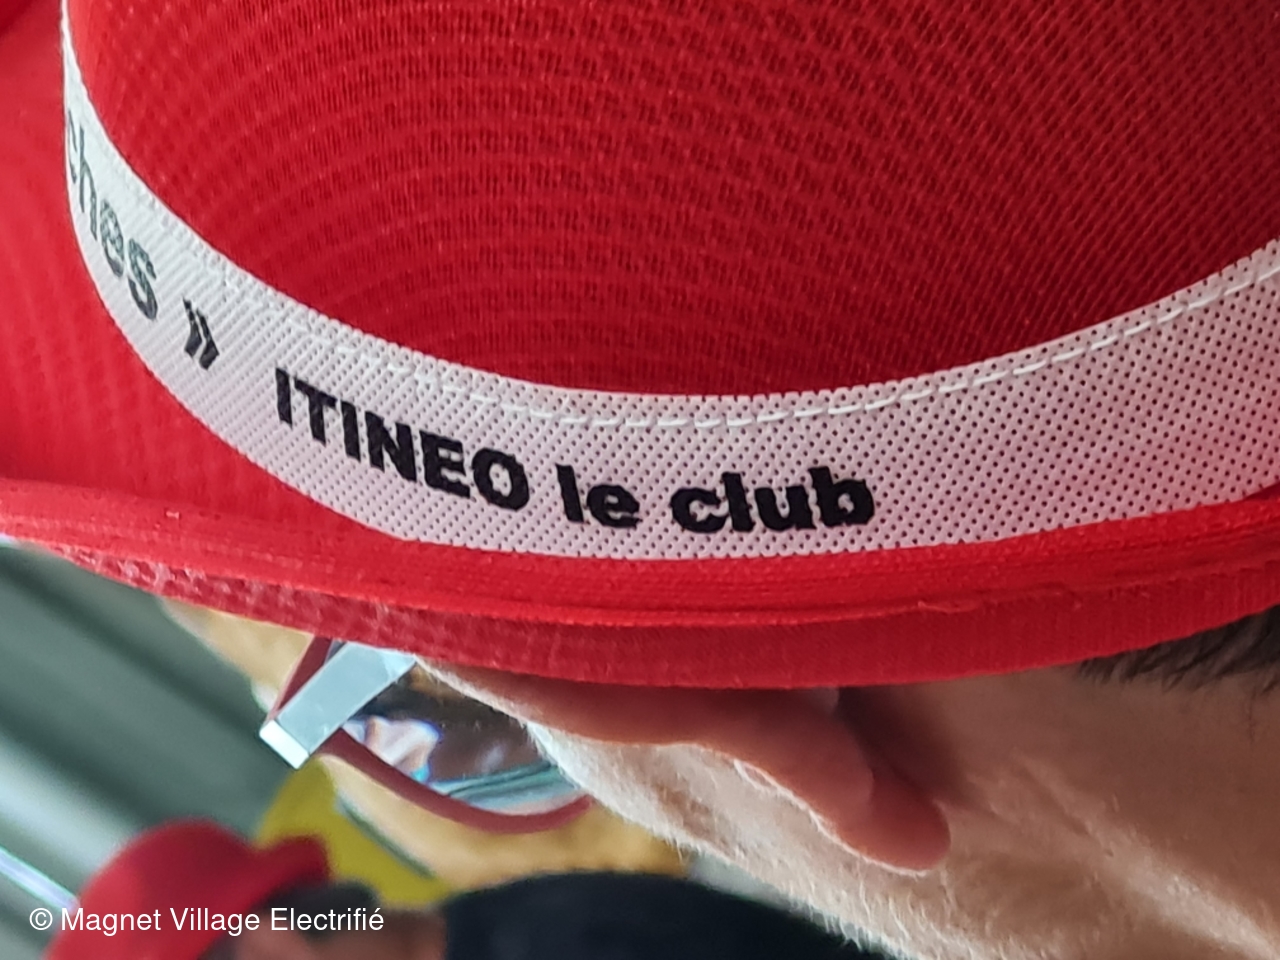 » ITINEO le club
© Magnet Village Electrifié